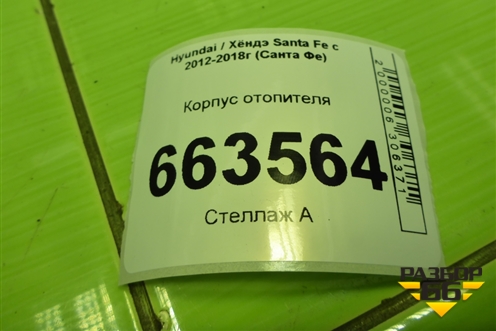 Hyundai / Хёндэ Santa Fe с
2012-2018г (Санта Фе)
Корпус отопителя
663564
Стеллаж А
2000006306371
РАЗБОР
66